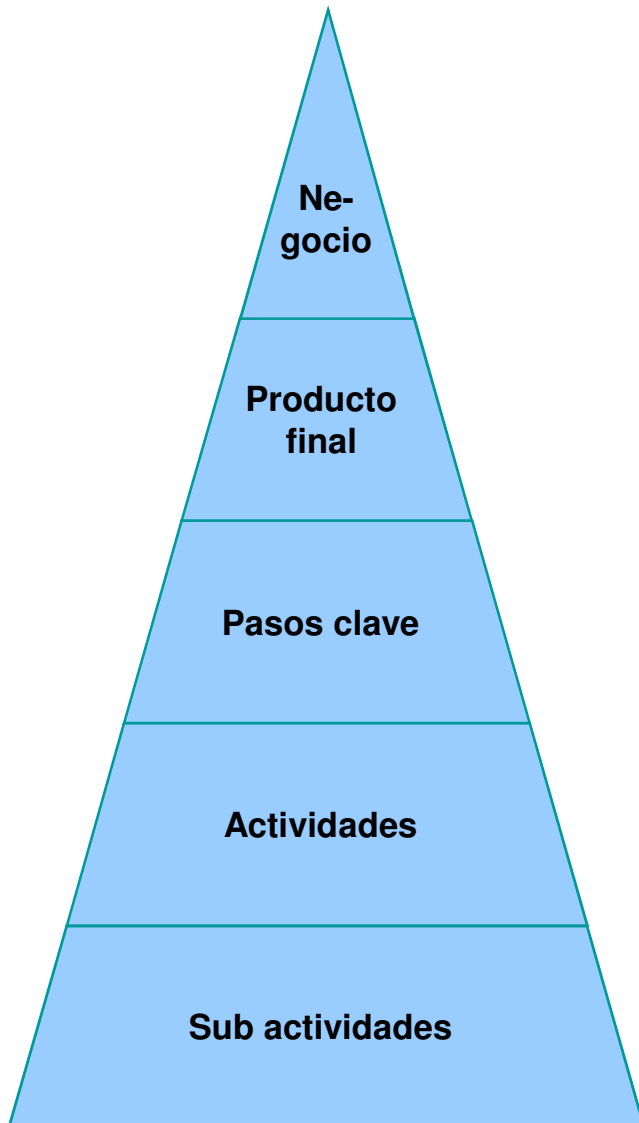 Ne-
gocio
Producto
final
Pasos clave
Actividades
Sub actividades